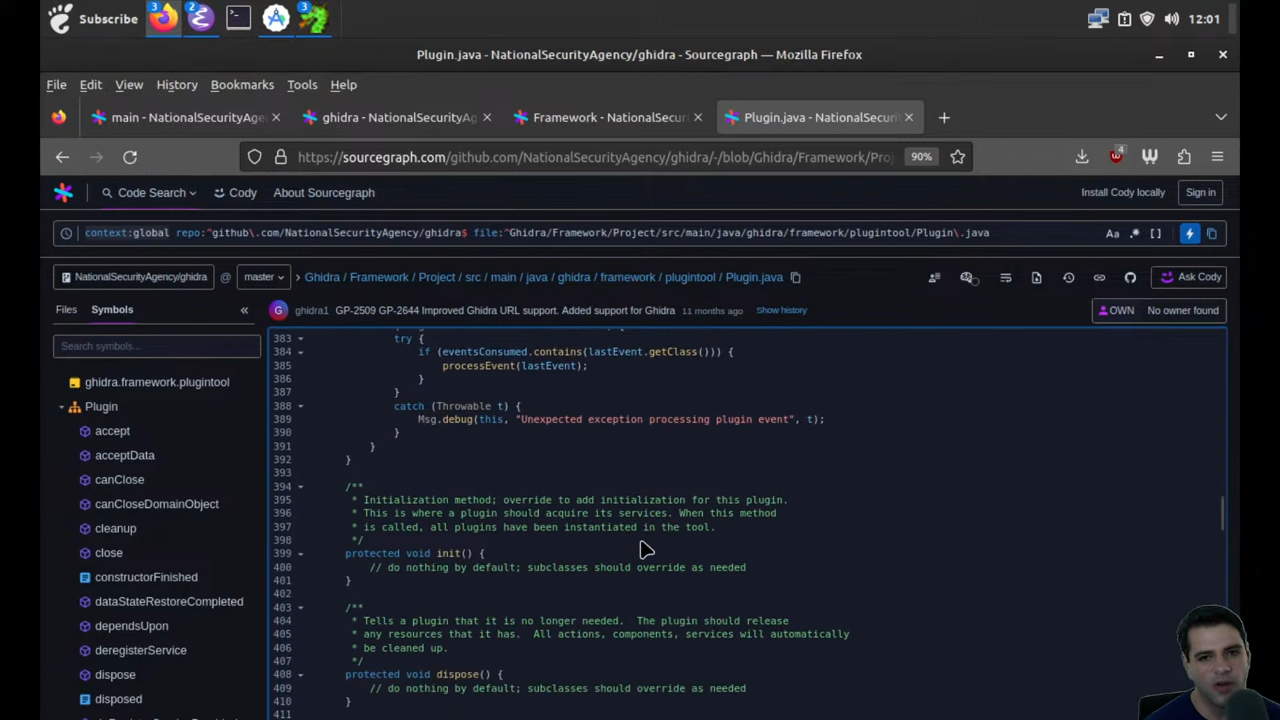 3
2
3
Subscribe
12:01
Plugin.java - NationalSecurityAgency/ghidra - Sourcegraph — Mozilla Firefox
File Edit View History Bookmarks Tools Help
main - NationalSecurityAge
ghidra - NationalSecurityAg
Framework - NationalSecuri
Plugin.java - NationalSecuri
https://sourcegraph.com/github.com/NationalSecurityAgency/ghidra/-/blob/Ghidra/Framework/Proj
90%
4
Code Search
Cody
About Sourcegraph
Install Cody locally
Sign in
context:global repo:^github\.com/NationalSecurityAgency/ghidra$ file:^Ghidra/Framework/Project/src/main/java/ghidra/framework/plugintool/Plugin\.java
Aa .* []
NationalSecurityAgency/ghidra @ master > Ghidra / Framework / Project / src / main / java / ghidra / framework / plugintool / Plugin.java
Ask Cody
Files Symbols «
G ghidra1 GP-2509 GP-2644 Improved Ghidra URL support. Added support for Ghidra 11 months ago Show history
OWN No owner found
Search symbols...
ghidra.framework.plugintool
Plugin
accept
acceptData
canClose
canCloseDomainObject
cleanup
close
constructorFinished
dataStateRestoreCompleted
dependsUpon
deregisterService
dispose
disposed
383 try {
384 if (eventsConsumed.contains(lastEvent.getClass())) {
385 processEvent(lastEvent);
386 }
387 }
388 catch (Throwable t) {
389 Msg.debug(this, "Unexpected exception processing plugin event", t);
390 }
391 }
392 }
393
394 /**
395 * Initialization method; override to add initialization for this plugin.
396 * This is where a plugin should acquire its services. When this method
397 * is called, all plugins have been instantiated in the tool.
398 */
399 protected void init() {
400 // do nothing by default; subclasses should override as needed
401 }
402
403 /**
404 * Tells a plugin that it is no longer needed.  The plugin should release
405 * any resources that it has.  All actions, components, services will automatically
406 * be cleaned up.
407 */
408 protected void dispose() {
409 // do nothing by default; subclasses should override as needed
410 }
411